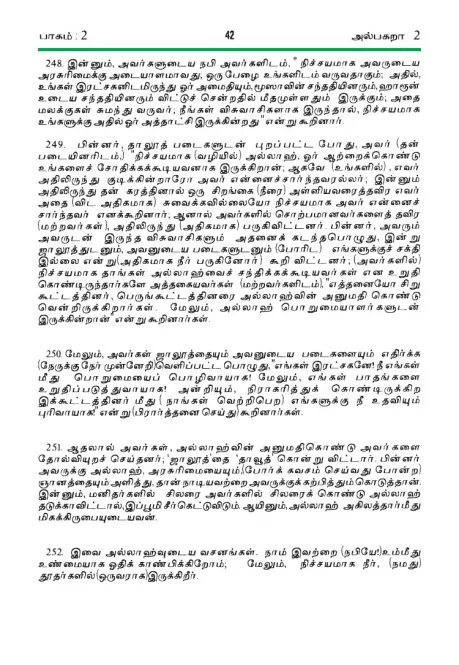 பாகம் : 2 42 அல்பகறா 2
248. இன்னும், அவர்களுடைய நபி அவர்களிடம், " நிச்சயமாக அவருடைய
அரசுரிமைக்கு அடையாளமாவது, ஒரு பேழை உங்களிடம் வருவதாகும்; அதில்,
உங்கள் இரட்சகனிடமிருந்து ஓர் அமைதியும், மூஸாவின் சந்ததியினரும், ஹாரூன்
உடைய சந்ததியினரும் விட்டுச் சென்றதில் மீதமுள்ளதும் இருக்கும்; அதை
மலக்குகள் சுமந்து வருவர்; நீங்கள் விசுவாசிகளாக இருந்தால், நிச்சயமாக
உங்களுக்கு அதில் ஓர் அத்தாட்சி இருக்கின்றது" என்று கூறினார்.
249. பின்னர், தாலூத் படைகளுடன் புறப்பட்ட போது, அவர் (தன்
படையினரிடம்,) "நிச்சயமாக (வழியில்) அல்லாஹ், ஓர் ஆற்றைக்கொண்டு
உங்களைச் சோதிக்கக்கூடியவனாக இருக்கிறான்; ஆகவே (உங்களில்), எவர்
அதிலிருந்து குடிக்கின்றாரோ அவர் என்னைச்சார்ந்தவரல்லர்; இன்னும்
அதிலிருந்து தன் கரத்தினால் ஒரு சிறங்கை (நீரை) அள்ளியவரைத்தவிர எவர்
அதை (விட அதிகமாக) சுவைக்கவில்லையோ நிச்சயமாக அவர் என்னைச்
சார்ந்தவர் எனக்கூறினார்; ஆனால் அவர்களில் சொற்பமானவர்களைத் தவிர
(மற்றவர்கள்), அதிலிருந்து (அதிகமாக) பருகிவிட்டனர். பின்னர், அவரும்
அவருடன் இருந்த விசுவாசிகளும் அதனைக் கடந்தபொழுது, இன்று
ஜாலூத்துடனும், அவனுடைய படைகளுடனும் (போரிட) எங்களுக்குச் சக்தி
இல்லை என்று(அதிகமாக நீர் பருகினோர்) கூறி விட்டனர்; (அவர்களில்)
நிச்சயமாக தாங்கள் அல்லாஹ்வைச் சந்திக்கக்கூடியவர்கள் என உறுதி
கொண்டிருந்தார்களே அத்தகையவர்கள் (மற்றவர்களிடம்), "எத்தனையோ சிறு
கூட்டத்தினர், பெருங்கூட்டத்தினரை அல்லாஹ்வின் அனுமதி கொண்டு
வென்றிருக்கிறார்கள். மேலும், அல்லாஹ் பொறுமையாளர்களுடன்
இருக்கின்றான்" என்று கூறினார்கள்.
250. மேலும், அவர்கள் ஜாலூத்தையும் அவனுடைய படைகளையும் எதிர்க்க
(நேருக்கு நேர் முன்னேறி)வெளிப்பட்ட பொழுது, "எங்கள் இரட்சகனே! நீ எங்கள்
மீது பொறுமையைப் பொழிவாயாக! மேலும், எங்கள் பாதங்களை
உறுதிப்படுத்துவாயாக! அன்றியும், நிராகரித்துக் கொண்டிருக்கிற
இக்கூட்டத்தினர் மீது ( நாங்கள் வெற்றிபெற) எங்களுக்கு நீ உதவியும்
புரிவாயாக!" என்று (பிரார்த்தனை செய்து) கூறினார்கள்.
251. ஆதலால் அவர்கள், அல்லாஹ்வின் அனுமதிகொண்டு அவர்களை
தோல்வியுறச் செய்தனர்; 'ஜாலூத்'தை 'தாவூத்' கொன்று விட்டார். பின்னர்
அவருக்கு அல்லாஹ், அரசுரிமையையும்,(போர்க் கவசம் செய்வது போன்ற)
ஞானத்தையும் அளித்து, தான் நாடியவற்றை அவருக்குக் கற்பித்தும் கொடுத்தான்.
இன்னும், மனிதர்களில் சிலரை அவர்களில் சிலரைக் கொண்டு அல்லாஹ்
தடுக்காவிட்டால், இப்பூமி சீர்கெட்டுவிடும். ஆயினும், அல்லாஹ் அகிலத்தார்மீது
மிகக்கிருபையுடையவன்.
252. இவை அல்லாஹ்வுடைய வசனங்கள். நாம் இவற்றை (நபியே!)உம்மீது
உண்மையாக ஓதிக் காண்பிக்கிறோம்; மேலும், நிச்சயமாக நீர், (நமது)
தூதர்களில்(ஒருவராக)இருக்கிறீர்.